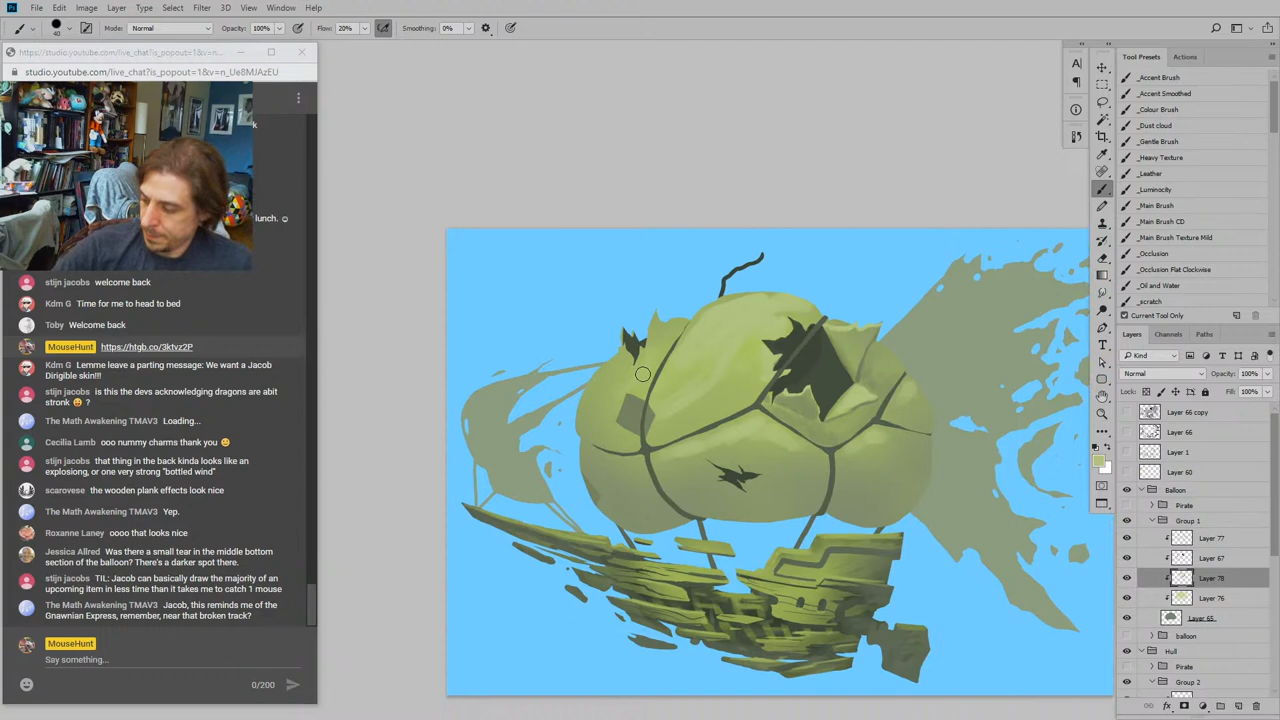 File Edit Image Layer Type Select Filter 3D View Window Help
40 Mode: Normal Opacity: 100% Flow: 20% Smoothing: 0%
https://studio.youtube.com/live_chat?is_popout=1&v=n...
studio.youtube.com/live_chat?is_popout=1&v=n_Ue8MJAzEU
lunch.
stijn jacobs welcome back
Kdm G Time for me to head to bed
Toby Welcome back
MouseHunt https://htgb.co/3ktvz2P
Kdm G Lemme leave a parting message: We want a Jacob
Dirigible skin!!!
stijn jacobs is this the devs acknowledging dragons are abit
stronk 😅 ?
The Math Awakening TMAV3 Loading...
Cecilia Lamb ooo nummy charms thank you
stijn jacobs that thing in the back kinda looks like an
explosiong, or one very strong "bottled wind"
scarovese the wooden plank effects look nice
The Math Awakening TMAV3 Yep.
Roxanne Laney oooo that looks nice
Jessica Allred Was there a small tear in the middle bottom
section of the balloon? There's a darker spot there.
stijn jacobs TIL: Jacob can basically draw the majority of an
upcoming item in less time than it takes me to catch 1 mouse
The Math Awakening TMAV3 Jacob, this reminds me of the
Gnawnian Express, remember, near that broken track?
MouseHunt
Say something...
0/200
Tool Presets Actions
_Accent Brush
_Accent Smoothed
_Colour Brush
_Dust cloud
_Gentle Brush
_Heavy Texture
_Leather
_Luminocity
_Main Brush
_Main Brush CD
_Main Brush Texture Mild
_Occlusion
_Occlusion Flat Clockwise
_Oil and Water
_scratch
Current Tool Only
Layers Channels Paths
Kind
Normal Opacity: 100%
Lock: Fill: 100%
Layer 66 copy
Layer 66
Layer 1
Layer 60
Balloon
Pirate
Group 1
Layer 77
Layer 67
Layer 78
Layer 76
Layer 65
balloon
Hull
Pirate
Group 2